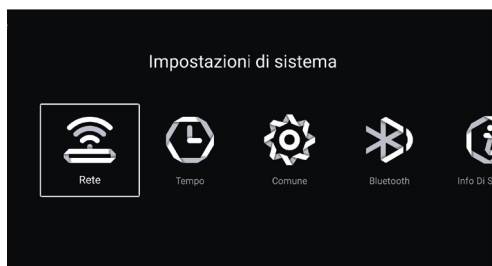 Impostazioni di sistema
Rete
Tempo
Comune
Bluetooth
Info Di